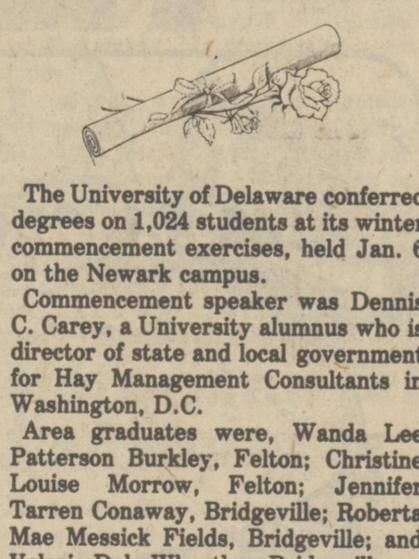 The University of Delaware conferred
degrees on 1,024 students at its winter
commencement exercises, held Jan. 6
on the Newark campus.
Commencement speaker was Dennis
C. Carey, a University alumnus who is
director of state and local government
for Hay Management Consultants in
Washington, D.C.
Area graduates were, Wanda Lee
Patterson Burkley, Felton; Christine
Louise Morrow, Felton; Jennifer
Tarren Conaway, Bridgeville; Roberta
Mae Messick Fields, Bridgeville; and